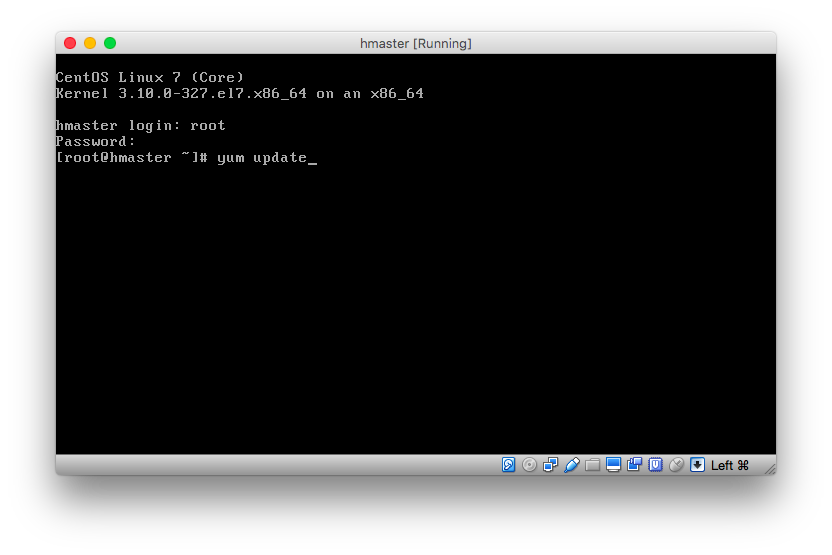 hmaster [Running]
CentOS Linux 7 (Core)
Kernel 3.10.0-327.el7.x86_64 on an x86_64
hmaster login: root
Password:
[root@hmaster ~]# yum update_
Left ⌘